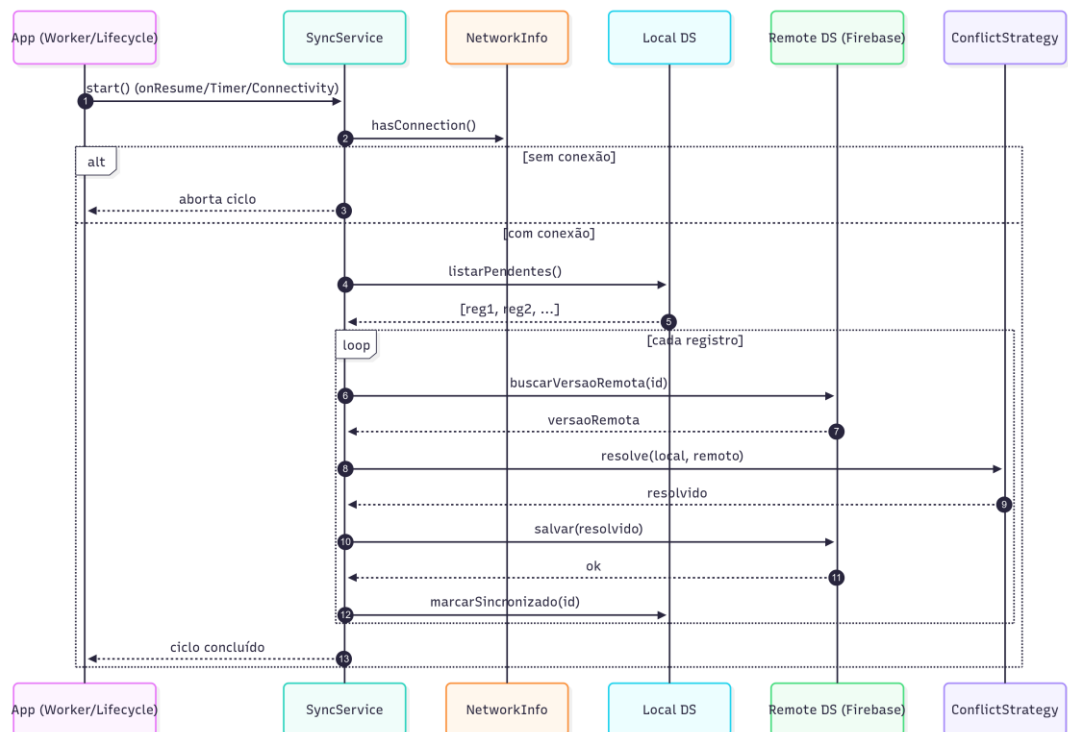 App (Worker/Lifecycle)
SyncService
NetworkInfo
Local DS
Remote DS (Firebase)
ConflictStrategy
start() (onResume/Timer/Connectivity)
1
hasConnection()
2
alt
[sem conexão]
aborta ciclo
3
[com conexão]
listarPendentes()
4
[reg1, reg2, ...]
5
loop
[cada registro]
buscarVersaoRemota(id)
6
versaoRemota
7
resolve(local, remoto)
8
resolvido
9
salvar(resolvido)
10
ok
11
marcarSincronizado(id)
12
ciclo concluído
13
App (Worker/Lifecycle)
SyncService
NetworkInfo
Local DS
Remote DS (Firebase)
ConflictStrategy